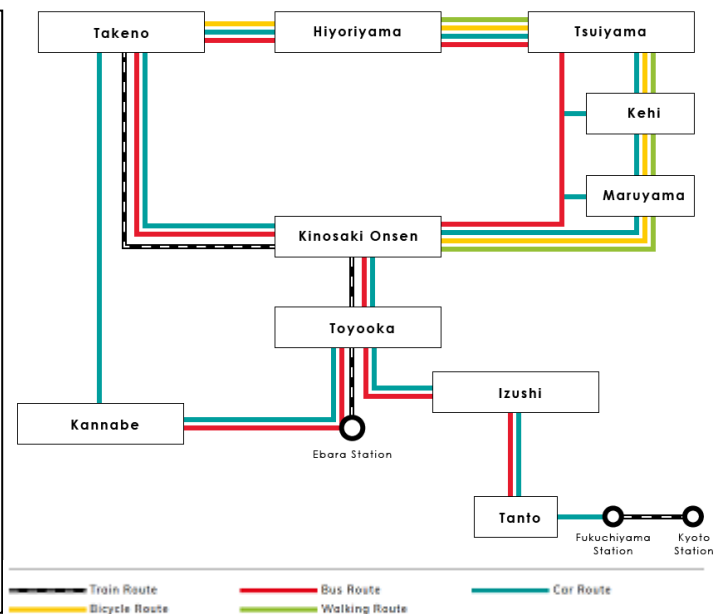 Takeno
Hiyoriyama
Tsuiyama
Kehi
Maruyama
Kinosaki Onsen
Toyooka
Izushi
Kannabe
Ebara Station
Tanto
Fukuchiyama
Station
Kyoto
Station
Train Route
Bus Route
Car Route
Bicycle Route
Walking Route